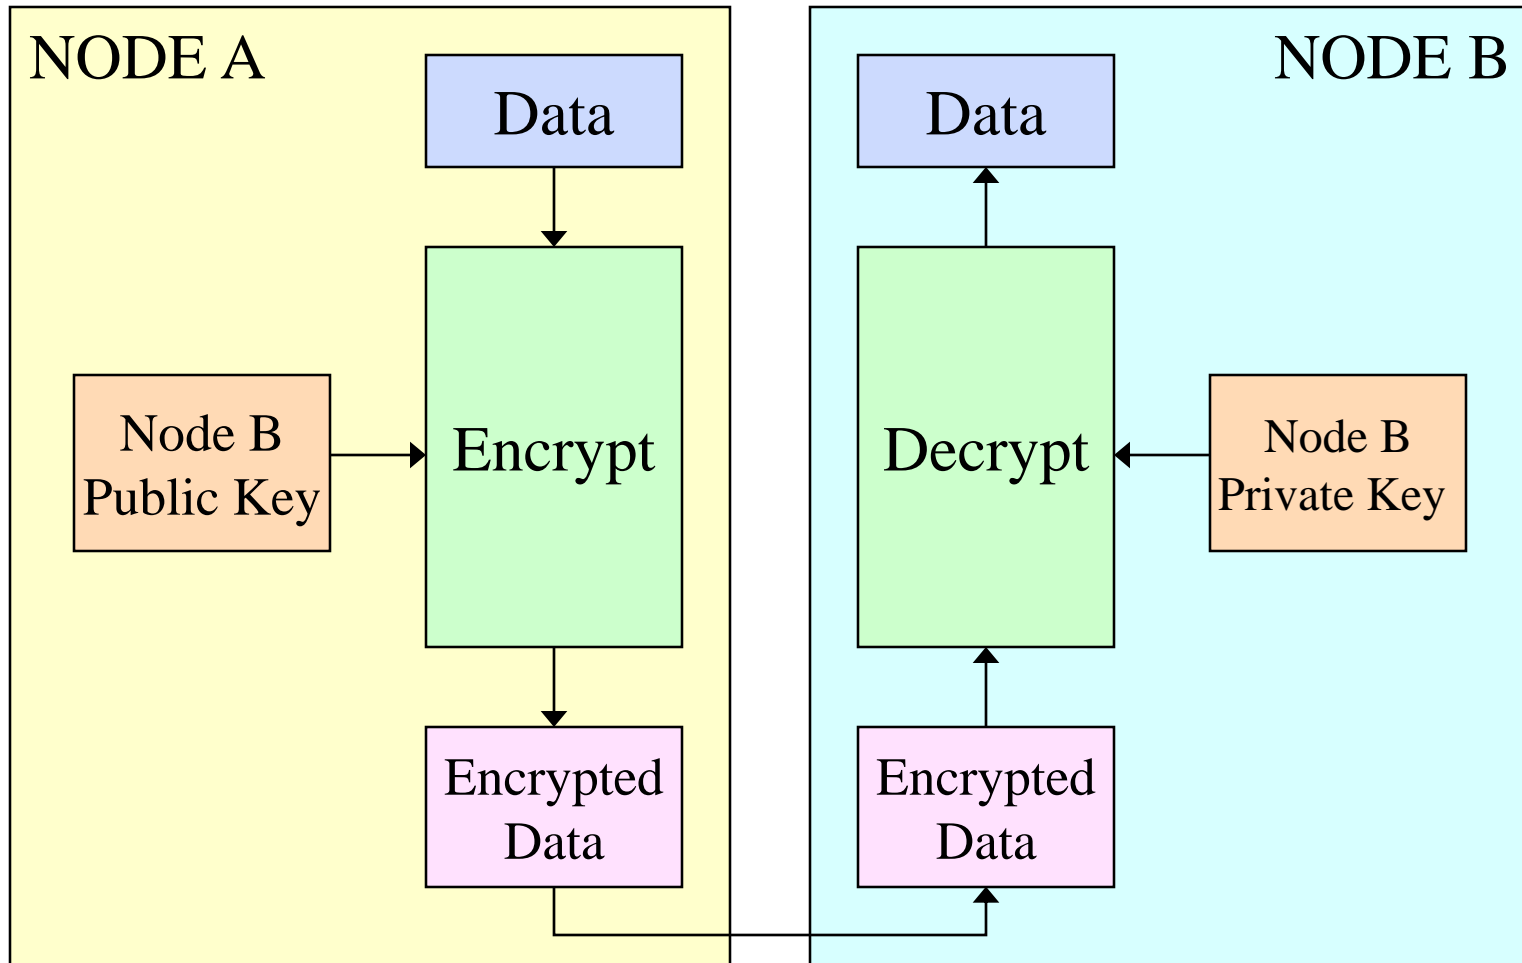 NODE A
Data
Node B
Public Key
Encrypt
Encrypted
Data
NODE B
Data
Decrypt
Node B
Private Key
Encrypted
Data